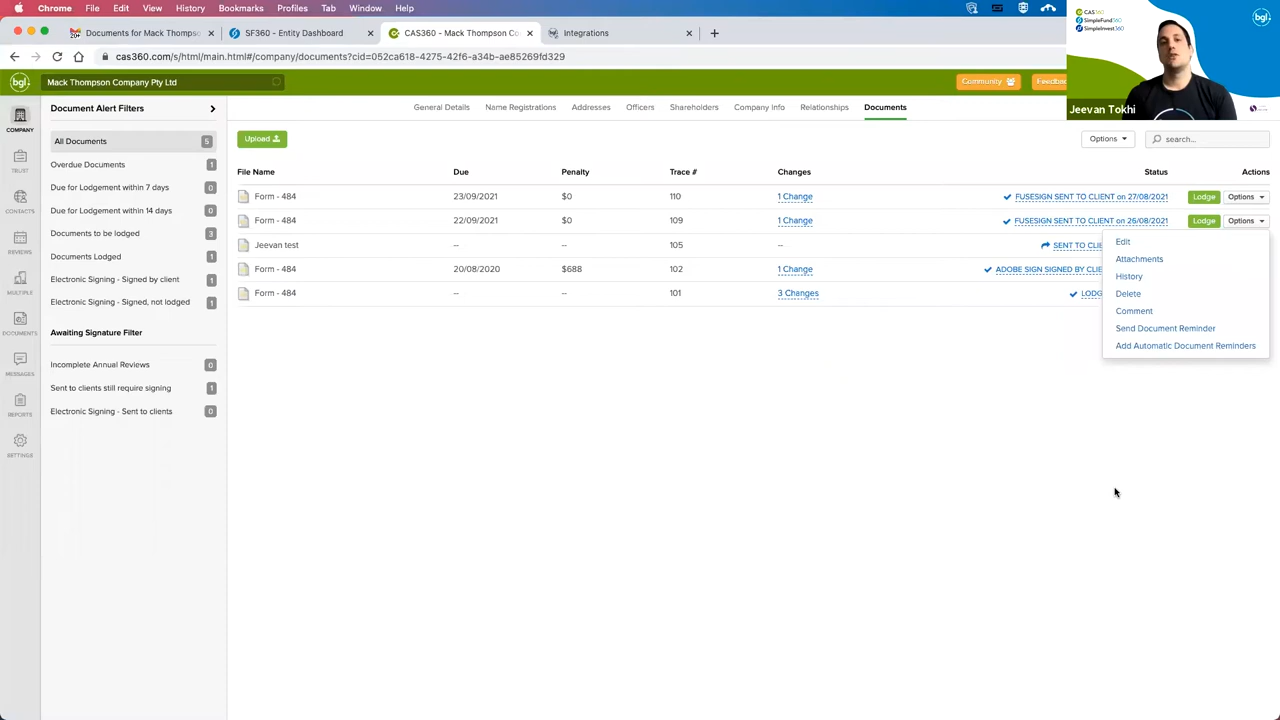 Chrome File Edit View History Bookmarks Profiles Tab Window Help
Documents for Mack Thompso × SF360 - Entity Dashboard × CAS360 - Mack Thompson Co × Integrations × +
cas360.com/s/html/main.html#/company/documents?cid=052ca618-4275-42f6-a34b-ae85269fd329
CAS360
SimpleFund360
SimpleInvest360
bgl
Jeevan Tokhi
bgl Mack Thompson Company Pty Ltd Community Feedbac
COMPANY
TRUST
CONTACTS
REVIEWS
MULTIPLE
DOCUMENTS
MESSAGES
REPORTS
SETTINGS
Document Alert Filters
All Documents 5
Overdue Documents 1
Due for Lodgement within 7 days 0
Due for Lodgement within 14 days 0
Documents to be lodged 3
Documents Lodged 1
Electronic Signing - Signed by client 1
Electronic Signing - Signed, not lodged 1
Awaiting Signature Filter
Incomplete Annual Reviews 0
Sent to clients still require signing 1
Electronic Signing - Sent to clients 0
General Details Name Registrations Addresses Officers Shareholders Company Info Relationships Documents
Upload Options search...
File Name Due Penalty Trace # Changes Status Actions
Form - 484 23/09/2021 $0 110 1 Change FUSESIGN SENT TO CLIENT on 27/08/2021 Lodge Options
Form - 484 22/09/2021 $0 109 1 Change FUSESIGN SENT TO CLIENT on 26/08/2021 Lodge Options
Jeevan test -- -- 105 -- SENT TO CLIE
Form - 484 20/08/2020 $688 102 1 Change ADOBE SIGN SIGNED BY CLIE
Form - 484 -- -- 101 3 Changes LODG
Edit
Attachments
History
Delete
Comment
Send Document Reminder
Add Automatic Document Reminders